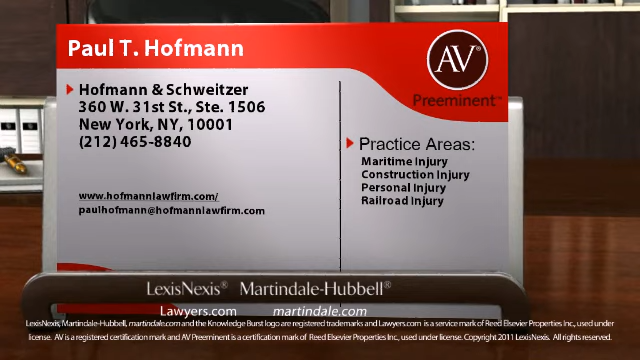 Paul T. Hofmann
AV®
Preeminent™
Hofmann & Schweitzer
360 W. 31st St., Ste. 1506
New York, NY, 10001
(212) 465-8840
www.hofmannlawfirm.com/
paulhofmann@hofmannlawfirm.com
Practice Areas:
Maritime Injury
Construction Injury
Personal Injury
Railroad Injury
LexisNexis® Martindale-Hubbell®
Lawyers.com martindale.com
LexisNexis, Martindale-Hubbell, martindale.com and the Knowledge Burst logo are registered trademarks and Lawyers.com is a service mark of Reed Elsevier Properties Inc., used under
license. AV is a registered certification mark and AV Preeminent is a certification mark of Reed Elsevier Properties Inc., used under license. Copyright 2011 LexisNexis. All rights reserved.